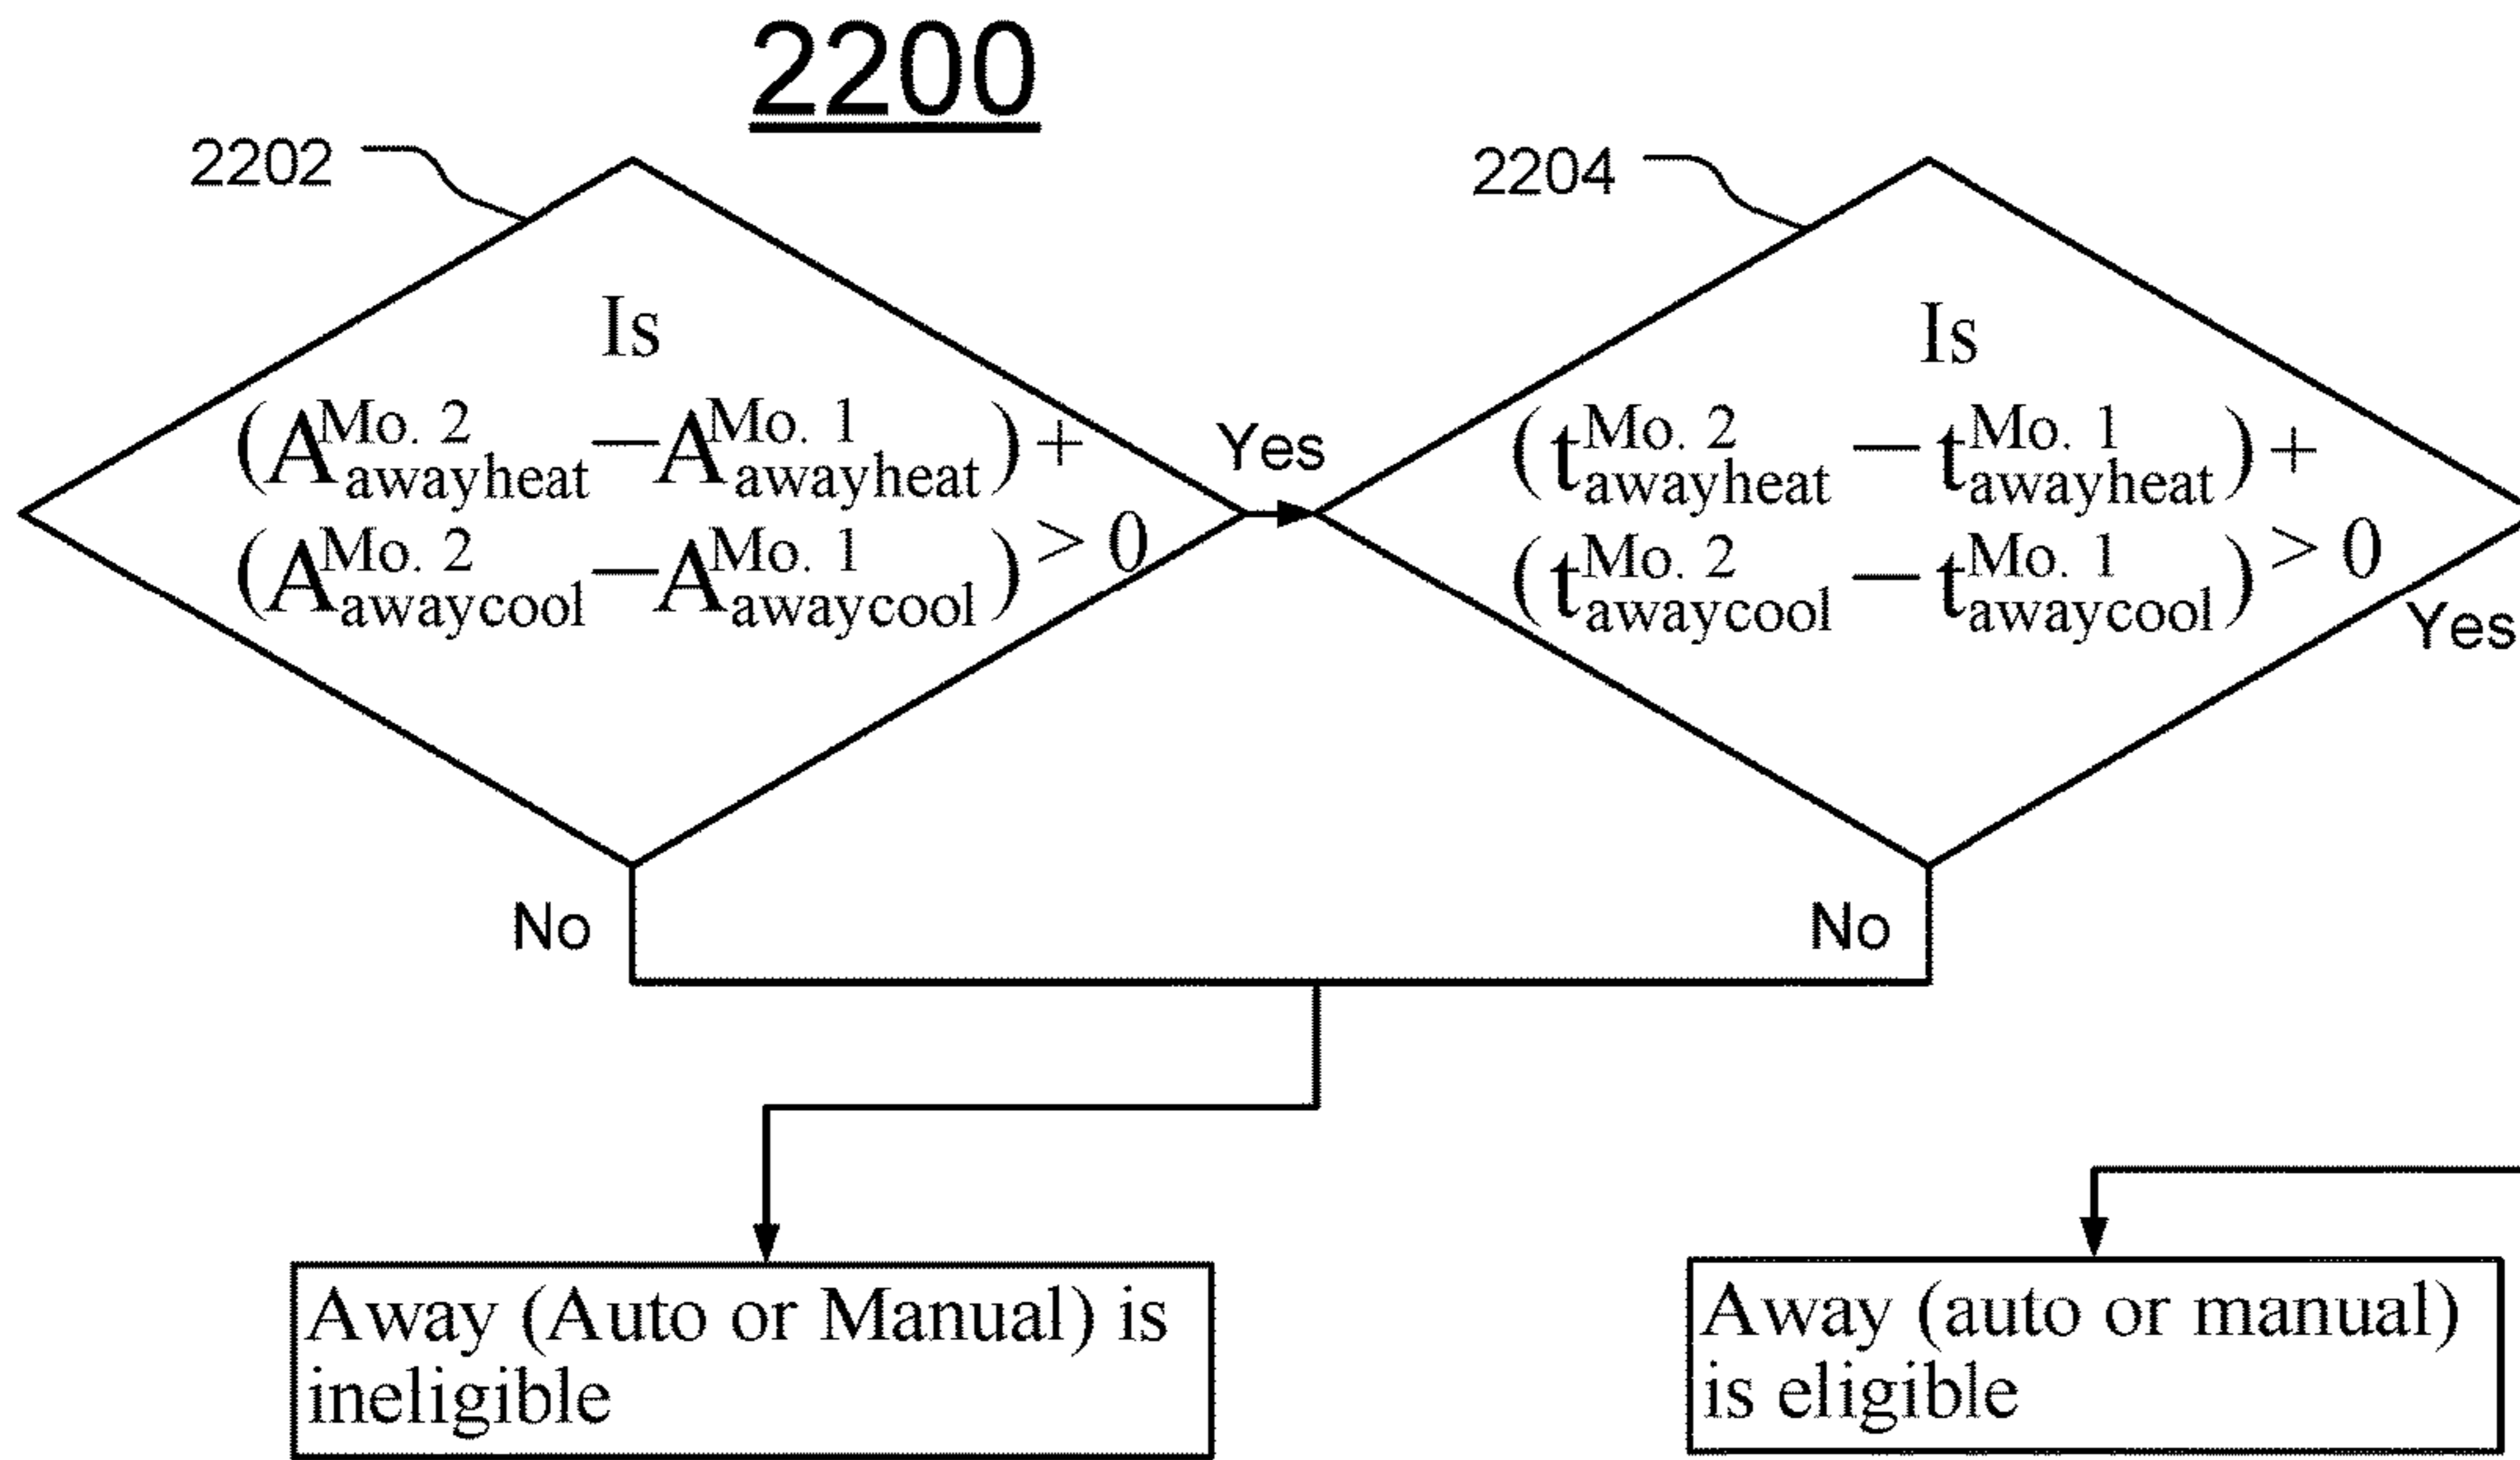 2200
2202
Is
(A^{Mo. 2}_{awayheat} − A^{Mo. 1}_{awayheat}) +
(A^{Mo. 2}_{awaycool} − A^{Mo. 1}_{awaycool}) > 0
Yes
No
2204
Is
(t^{Mo. 2}_{awayheat} − t^{Mo. 1}_{awayheat}) +
(t^{Mo. 2}_{awaycool} − t^{Mo. 1}_{awaycool}) > 0
Yes
No
Away (Auto or Manual) is
ineligible
Away (auto or manual)
is eligible